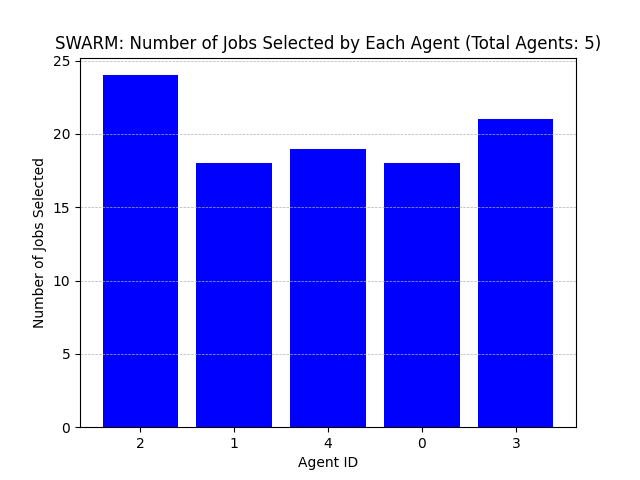 SWARM: Number of Jobs Selected by Each Agent (Total Agents: 5)
25
20
15
10
5
0
Number of Jobs Selected
2 1 4 0 3
Agent ID